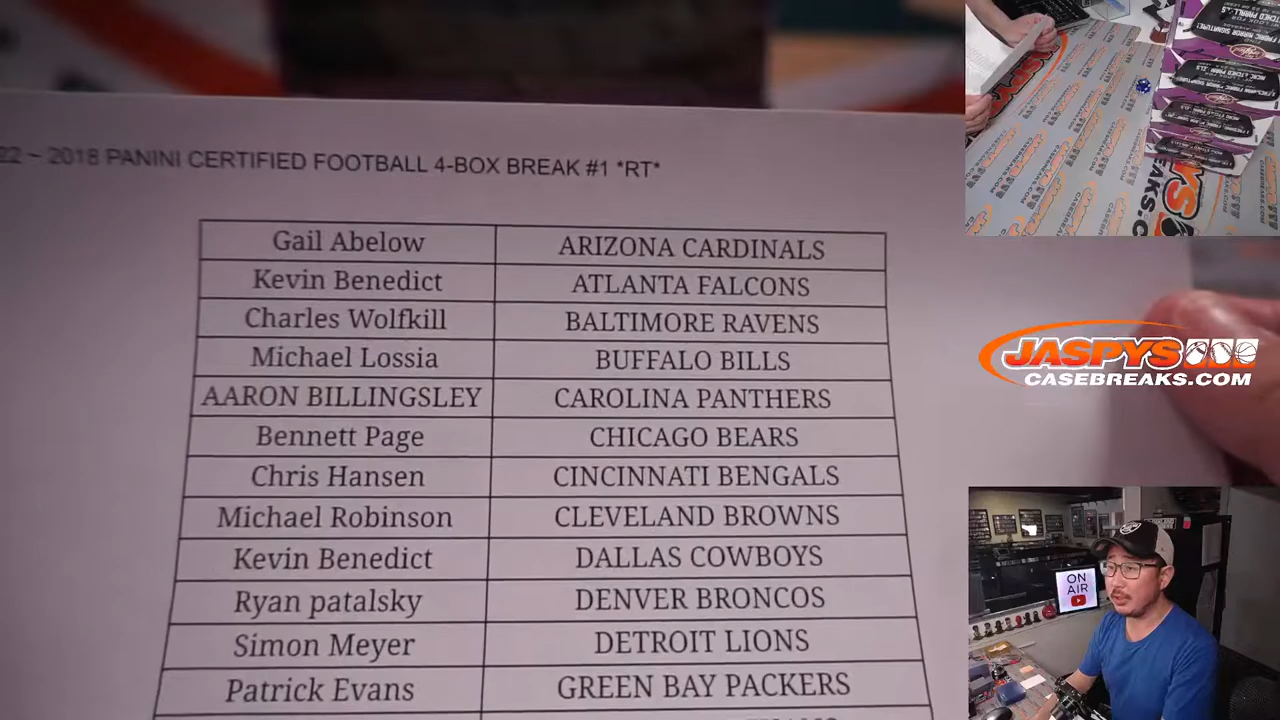 22 ~ 2018 PANINI CERTIFIED FOOTBALL 4-BOX BREAK #1 *RT*
Gail Abelow ARIZONA CARDINALS
Kevin Benedict ATLANTA FALCONS
Charles Wolfkill BALTIMORE RAVENS
Michael Lossia BUFFALO BILLS
AARON BILLINGSLEY CAROLINA PANTHERS
Bennett Page CHICAGO BEARS
Chris Hansen CINCINNATI BENGALS
Michael Robinson CLEVELAND BROWNS
Kevin Benedict DALLAS COWBOYS
Ryan patalsky DENVER BRONCOS
Simon Meyer DETROIT LIONS
Patrick Evans GREEN BAY PACKERS
JASPYS
CASEBREAKS.COM
ON
AIR